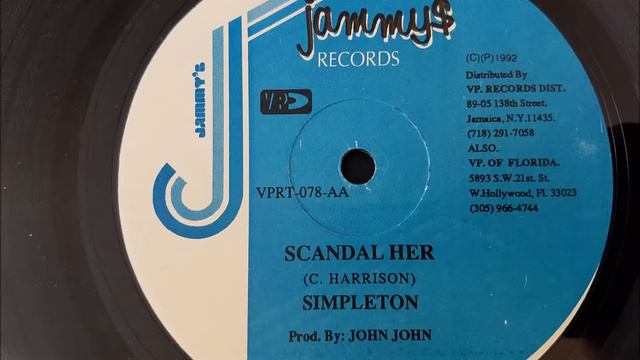 jammy$
RECORDS
JAMMY'S
VP
(C)(P)1992
Distributed By
VP. RECORDS DIST.
89-05 138th Street.
Jamaica, N.Y.11435.
(718) 291-7058
ALSO.
VP. OF FLORIDA.
5893 S.W.21st. St.
W.Hollywood, Fl. 33023
(305) 966-4744
VPRT-078-AA
SCANDAL HER
(C. HARRISON)
SIMPLETON
Prod. By: JOHN JOHN